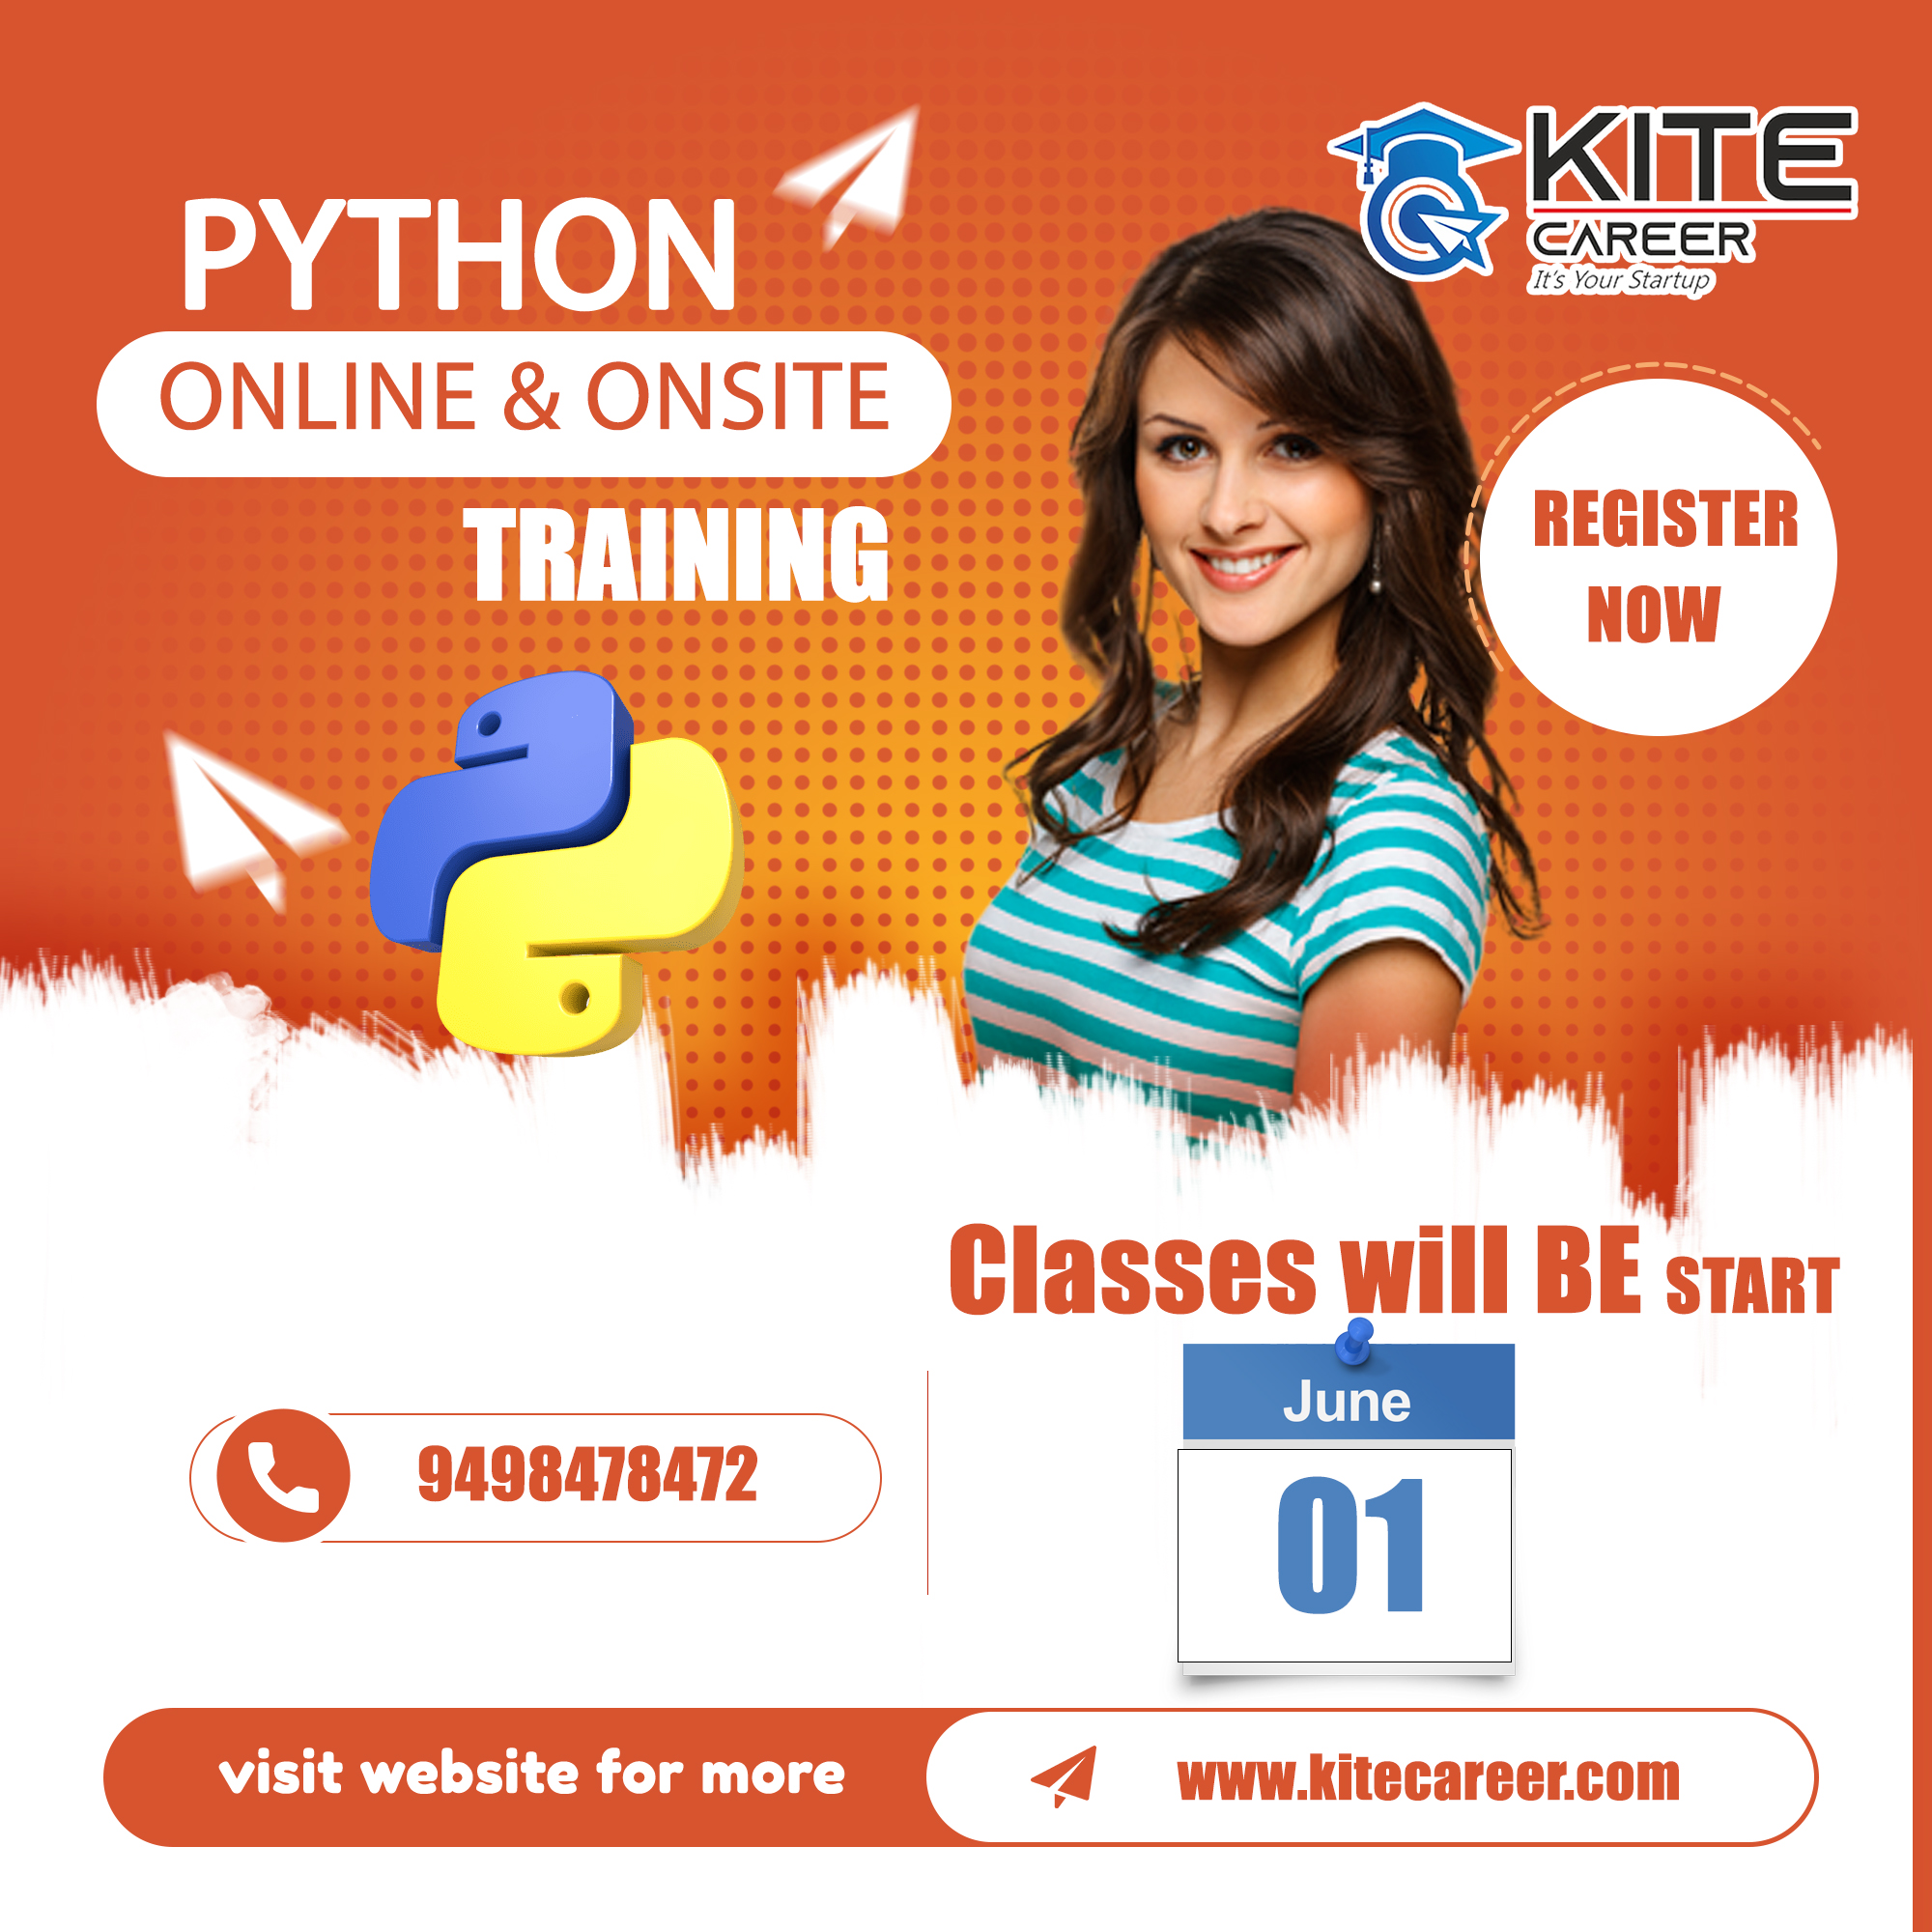 KITE
CAREER
It's Your Startup
PYTHON
ONLINE & ONSITE
TRAINING
REGISTER
NOW
Classes will BE START
June
01
9498478472
visit website for more
www.kitecareer.com